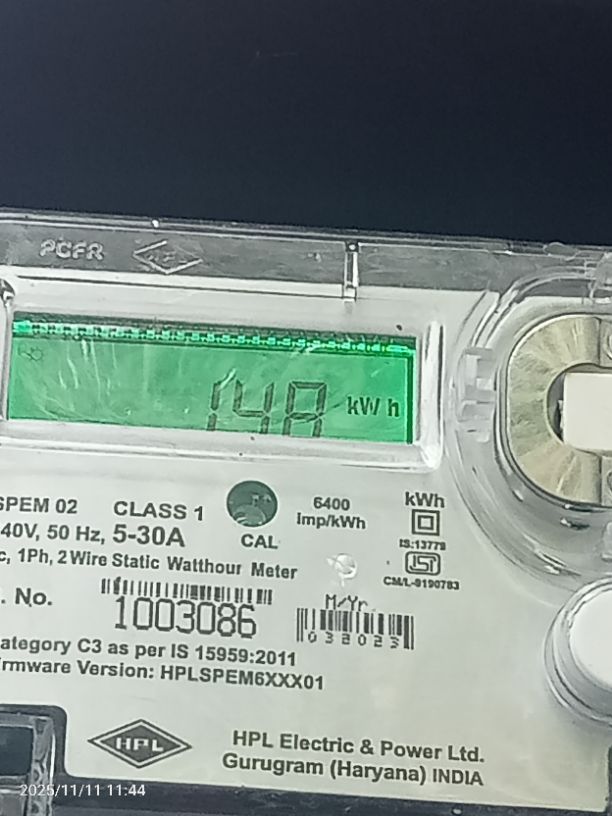 PCFR
148 kWh
SPEM 02 CLASS 1
CAL
6400
Imp/kWh
kWh
IS:13779
CM/L-9190783
40V, 50 Hz, 5-30A
c, 1Ph, 2 Wire Static Watthour Meter
. No.
1003086
M/Yr.
032023
ategory C3 as per IS 15959:2011
rmware Version: HPLSPEM6XXX01
HPL
HPL Electric & Power Ltd.
Gurugram (Haryana) INDIA
2025/11/11 11:44